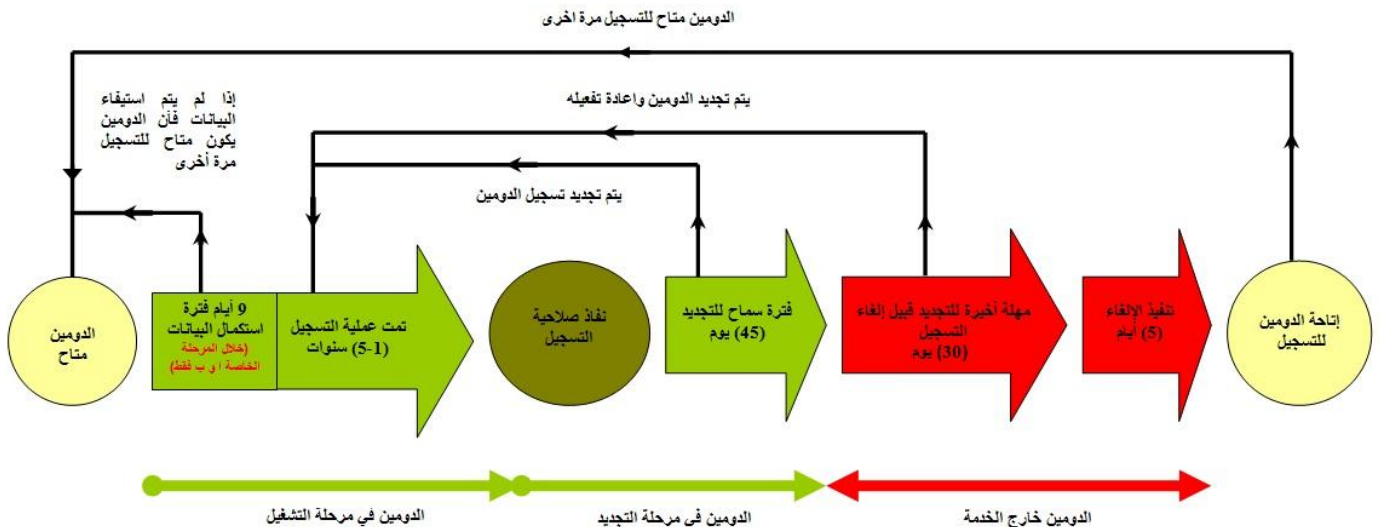 الدومين متاح للتسجيل مرة اخرى
إذا لم يتم استيفاء
البيانات فأن الدومين
يكون متاح للتسجيل
مرة أخرى
يتم تجديد الدومين واعادة تفعيله
يتم تجديد تسجيل الدومين
الدومين
متاح
9 أيام فترة
استكمال البيانات
(خلال المرحلة
الخاصة ا و ب فقط)
تمت عملية التسجيل
(5-1) سنوات
نفاذ صلاحية
التسجيل
فترة سماح للتجديد
(45) يوم
مهلة أخيرة للتجديد قبيل إلغاء
التسجيل
(30) يوم
تنفيذ الإلغاء
(5) أيام
إتاحة الدومين
للتسجيل
الدومين في مرحلة التشغيل
الدومين في مرحلة التجديد
الدومين خارج الخدمة